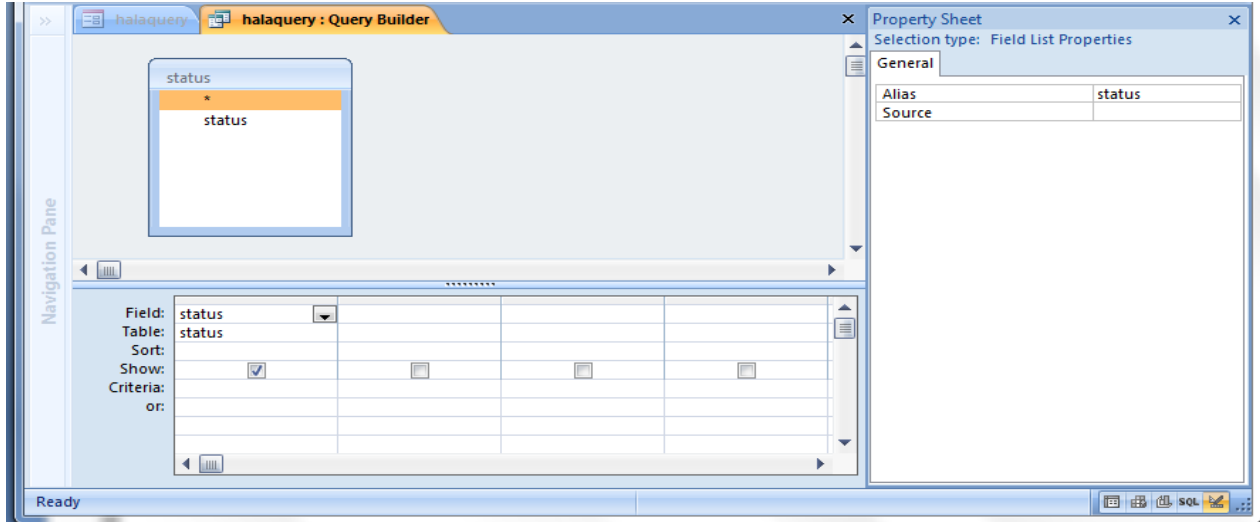 halaquery
halaquery : Query Builder
Property Sheet
Selection type: Field List Properties
General
Alias status
Source
Navigation Pane
status
*
status
Field: status
Table: status
Sort:
Show:
Criteria:
or:
Ready
SQL